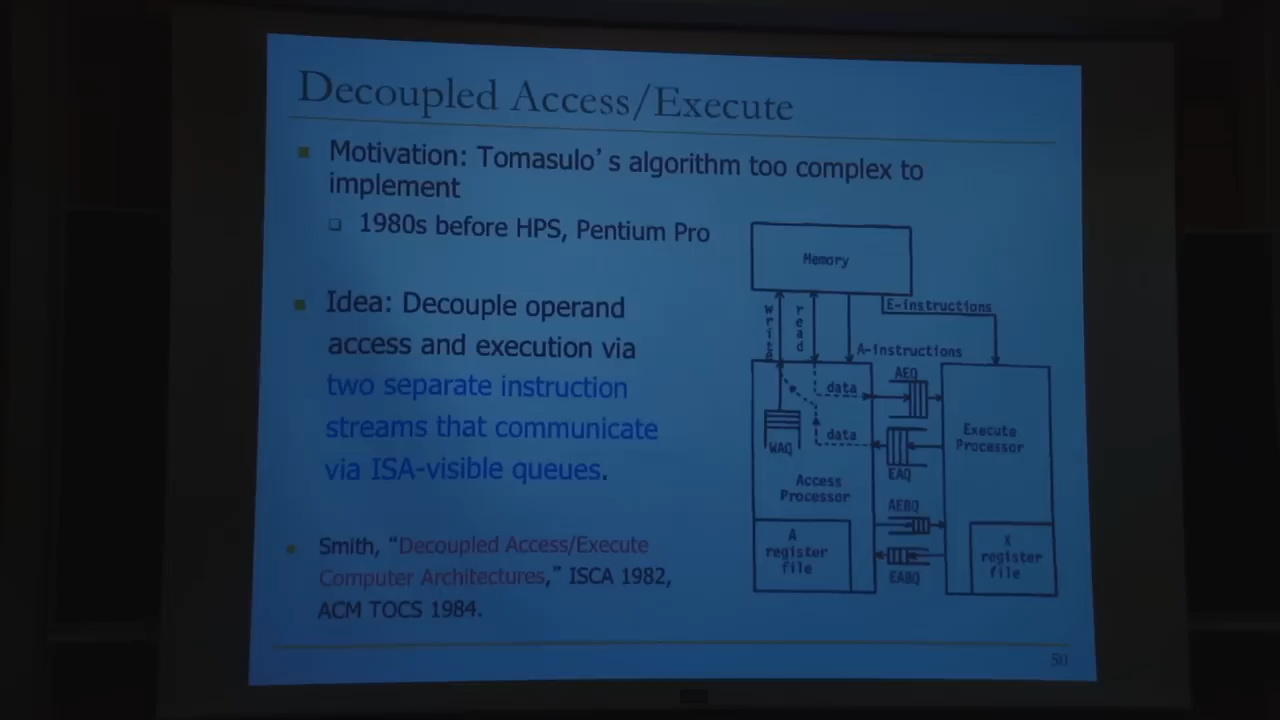 Decoupled Access/Execute
Motivation: Tomasulo's algorithm too complex to
implement
1980s before HPS, Pentium Pro
Idea: Decouple operand
access and execution via
two separate instruction
streams that communicate
via ISA-visible queues.
Smith, "Decoupled Access/Execute
Computer Architectures," ISCA 1982,
ACM TOCS 1984.
Memory
write
read
E-instructions
A-instructions
AEQ
data
data
WAQ
EAQ
Execute
Processor
Access
Processor
AEBQ
A
register
file
X
register
file
EABQ
50